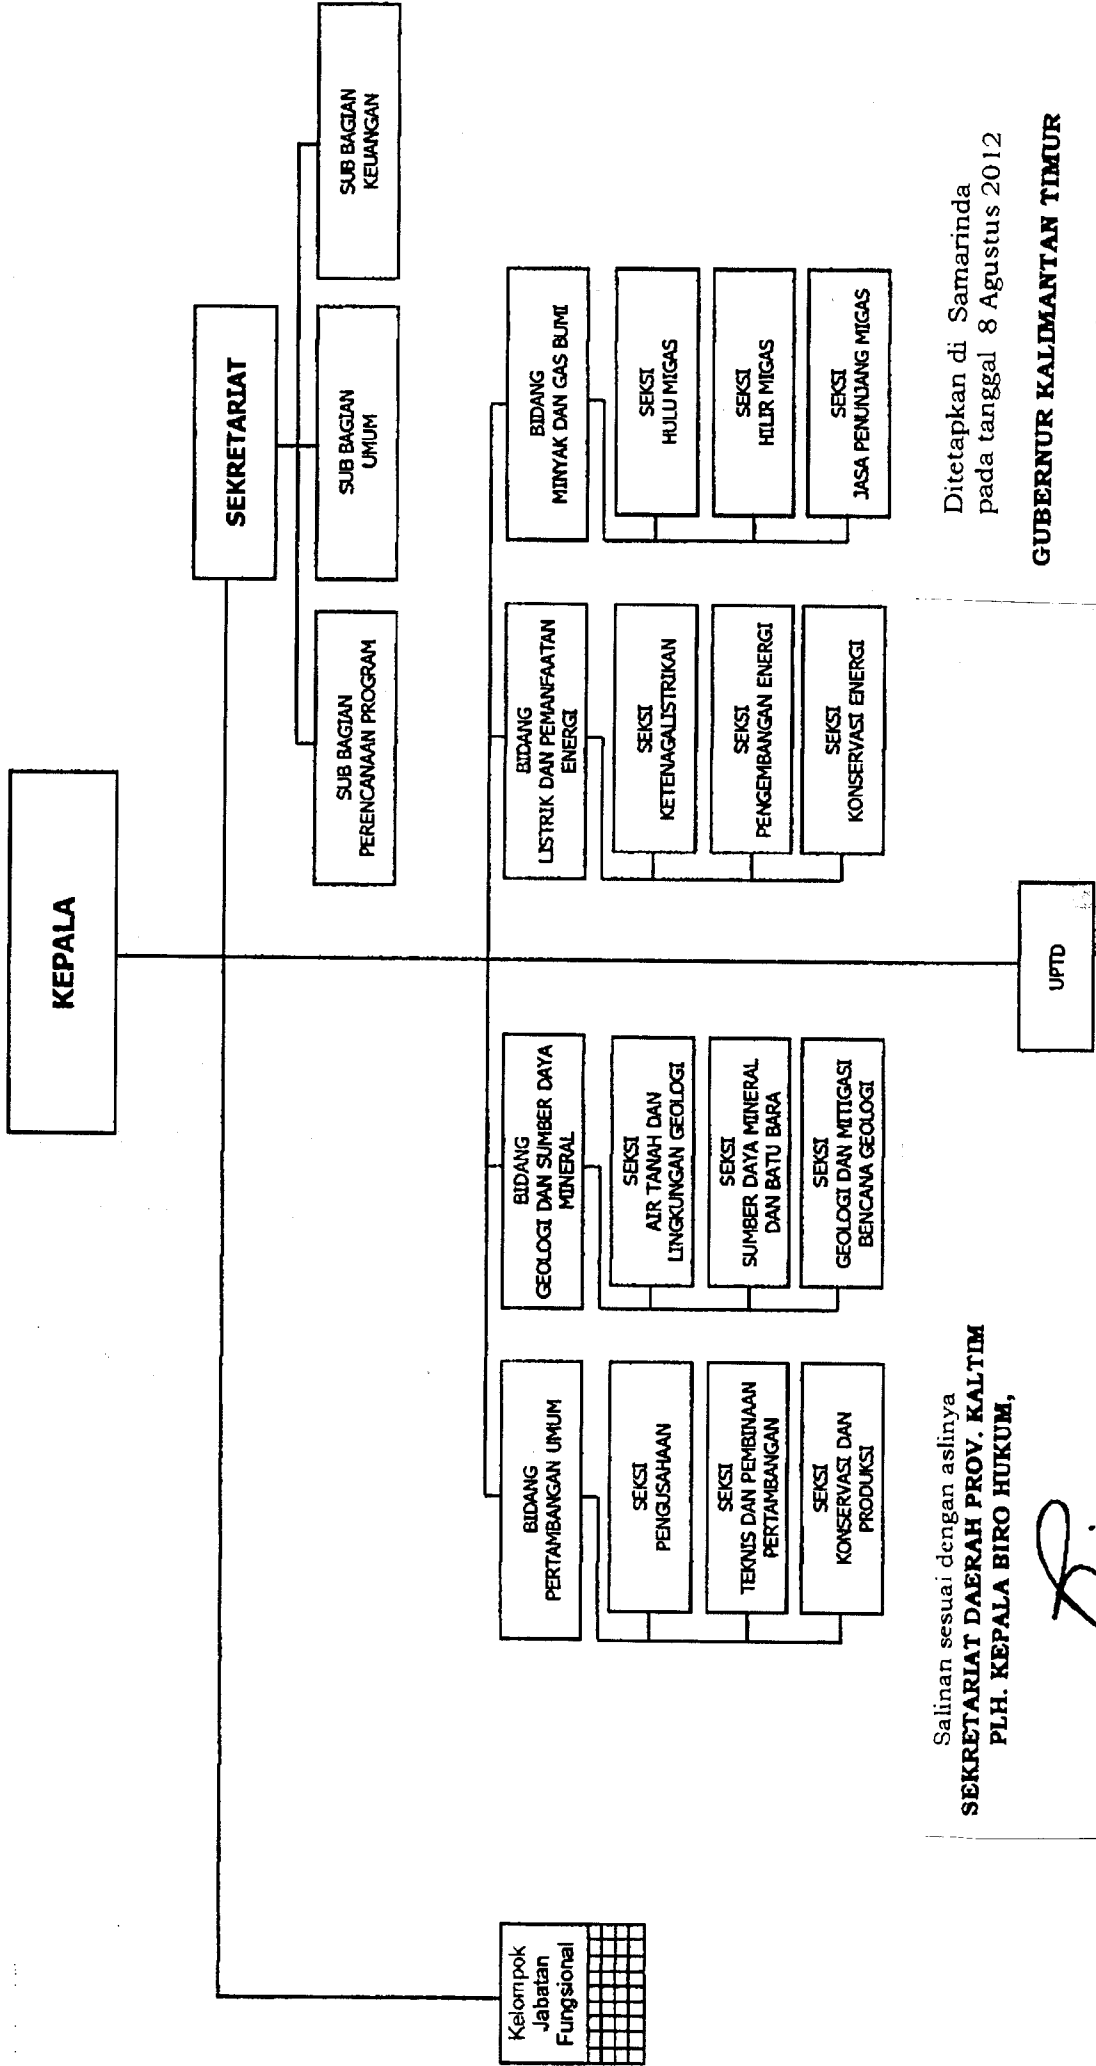 KEPALA
SEKRETARIAT
SUB BAGIAN
PERENCANAAN PROGRAM
SUB BAGIAN
UMUM
SUB BAGIAN
KEUANGAN
Kelompok
Jabatan
Fungsional
BIDANG
PERTAMBANGAN UMUM
SEKSI
PENGUSAHAAN
SEKSI
TEKNIS DAN PEMBINAAN
PERTAMBANGAN
SEKSI
KONSERVASI DAN
PRODUKSI
BIDANG
GEOLOGI DAN SUMBER DAYA
MINERAL
SEKSI
AIR TANAH DAN
LINGKUNGAN GEOLOGI
SEKSI
SUMBER DAYA MINERAL
DAN BATU BARA
SEKSI
GEOLOGI DAN MITIGASI
BENCANA GEOLOGI
BIDANG
LISTRIK DAN PEMANFAATAN
ENERGI
SEKSI
KETENAGALISTRIKAN
SEKSI
PENGEMBANGAN ENERGI
SEKSI
KONSERVASI ENERGI
BIDANG
MINYAK DAN GAS BUMI
SEKSI
HULU MIGAS
SEKSI
HILIR MIGAS
SEKSI
JASA PENUNJANG MIGAS
UPTD
Salinan sesuai dengan aslinya
SEKRETARIAT DAERAH PROV. KALTIM
PLH. KEPALA BIRO HUKUM,
Ditetapkan di Samarinda
pada tanggal 8 Agustus 2012
GUBERNUR KALIMANTAN TIMUR